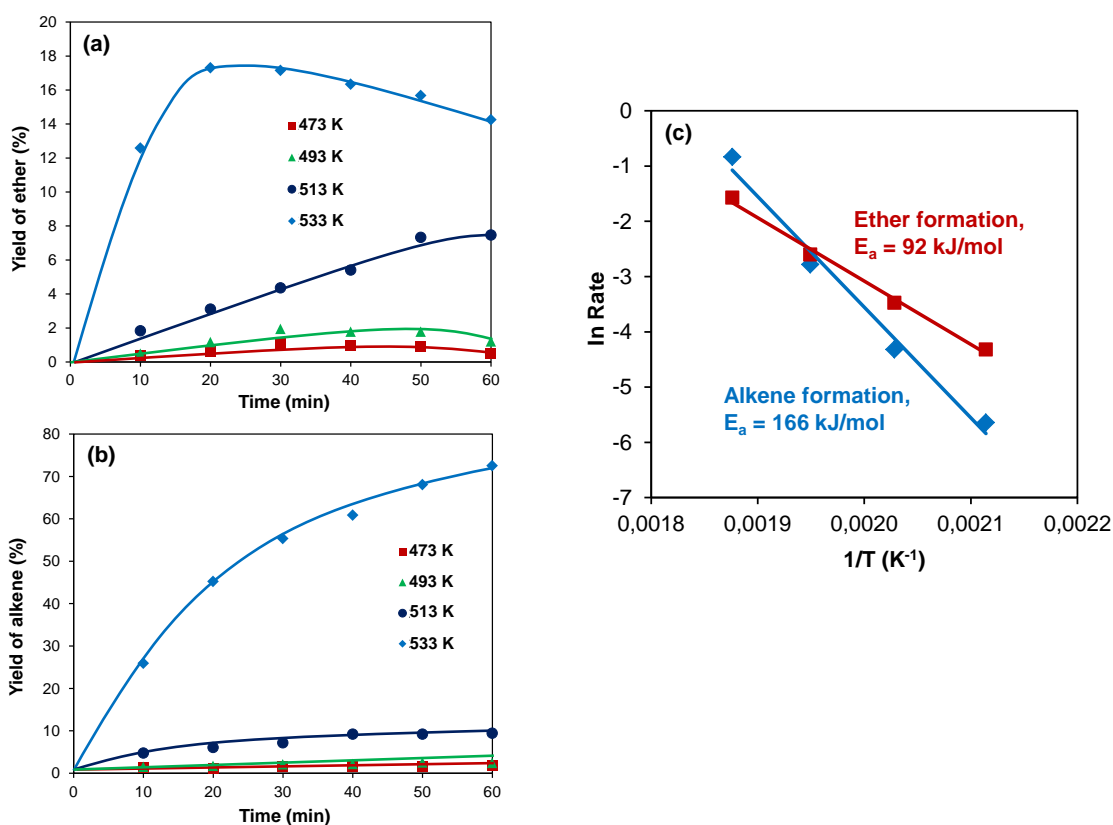 (a)
Yield of ether (%)
20
18
16
14
12
10
8
6
4
2
0
473 K
493 K
513 K
533 K
0 10 20 30 40 50 60
Time (min)
(b)
Yield of alkene (%)
80
70
60
50
40
30
20
10
0
473 K
493 K
513 K
533 K
0 10 20 30 40 50 60
Time (min)
(c)
ln Rate
0
-1
-2
-3
-4
-5
-6
-7
Ether formation,
Eₐ = 92 kJ/mol
Alkene formation,
Eₐ = 166 kJ/mol
0,0018 0,0019 0,0020 0,0021 0,0022
1/T (K⁻¹)